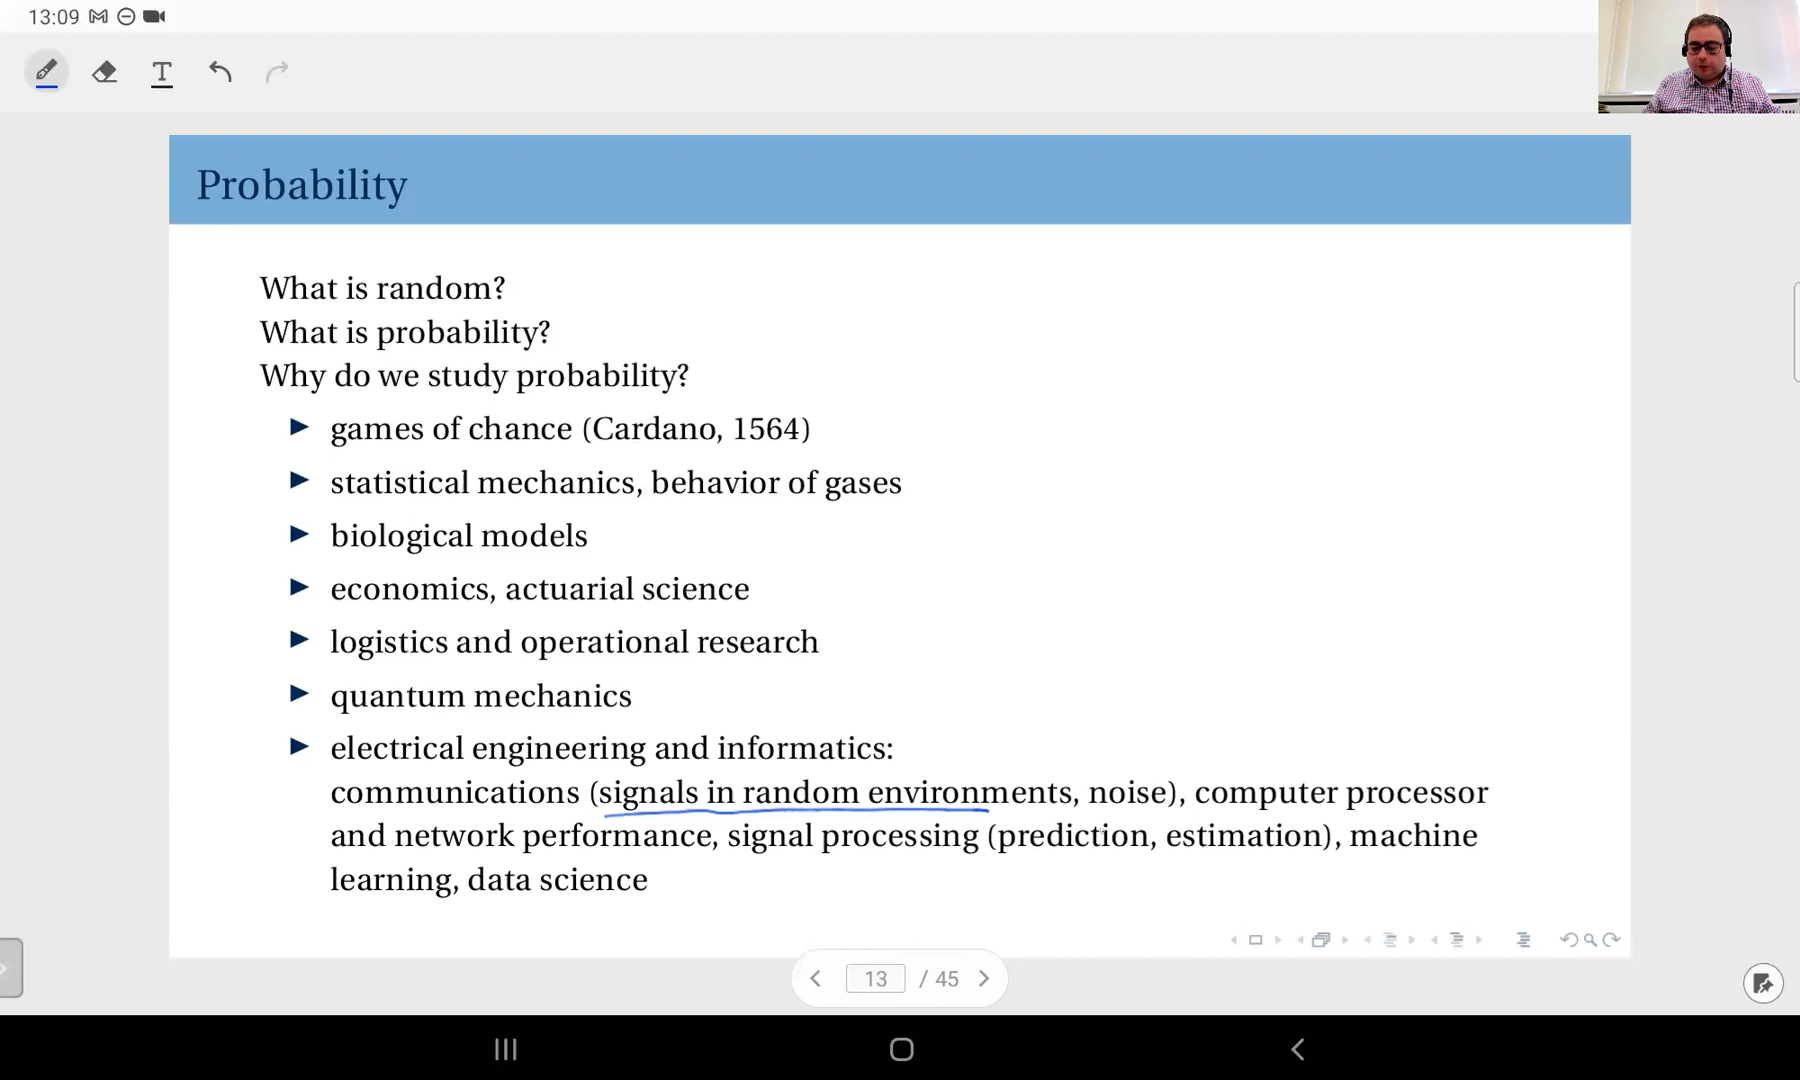 13:09
T
Probability
What is random?
What is probability?
Why do we study probability?
games of chance (Cardano, 1564)
statistical mechanics, behavior of gases
biological models
economics, actuarial science
logistics and operational research
quantum mechanics
electrical engineering and informatics:
communications (signals in random environments, noise), computer processor
and network performance, signal processing (prediction, estimation), machine
learning, data science
13 / 45